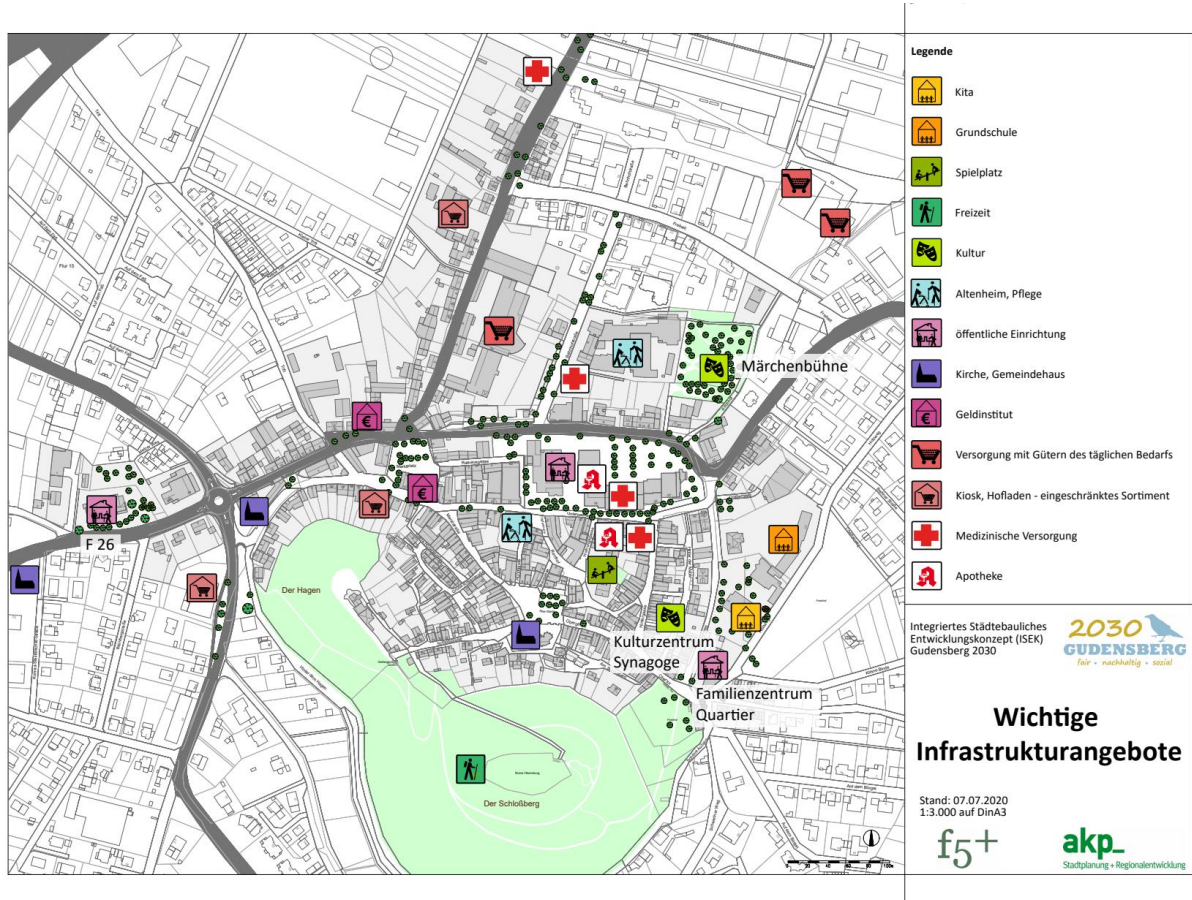 Märchenbühne
F 26
Der Hagen
Kulturzentrum
Synagoge
Familienzentrum
Quartier
Der Schloßberg
Legende
Kita
Grundschule
Spielplatz
Freizeit
Kultur
Altenheim, Pflege
öffentliche Einrichtung
Kirche, Gemeindehaus
Geldinstitut
Versorgung mit Gütern des täglichen Bedarfs
Kiosk, Hofladen - eingeschränktes Sortiment
Medizinische Versorgung
Apotheke
Integriertes Städtebauliches
Entwicklungskonzept (ISEK)
Gudensberg 2030
2030
GUDENSBERG
fair • nachhaltig • sozial
Wichtige
Infrastrukturangebote
Stand: 07.07.2020
1:3.000 auf DinA3
f5+
akp_
Stadtplanung + Regionalentwicklung